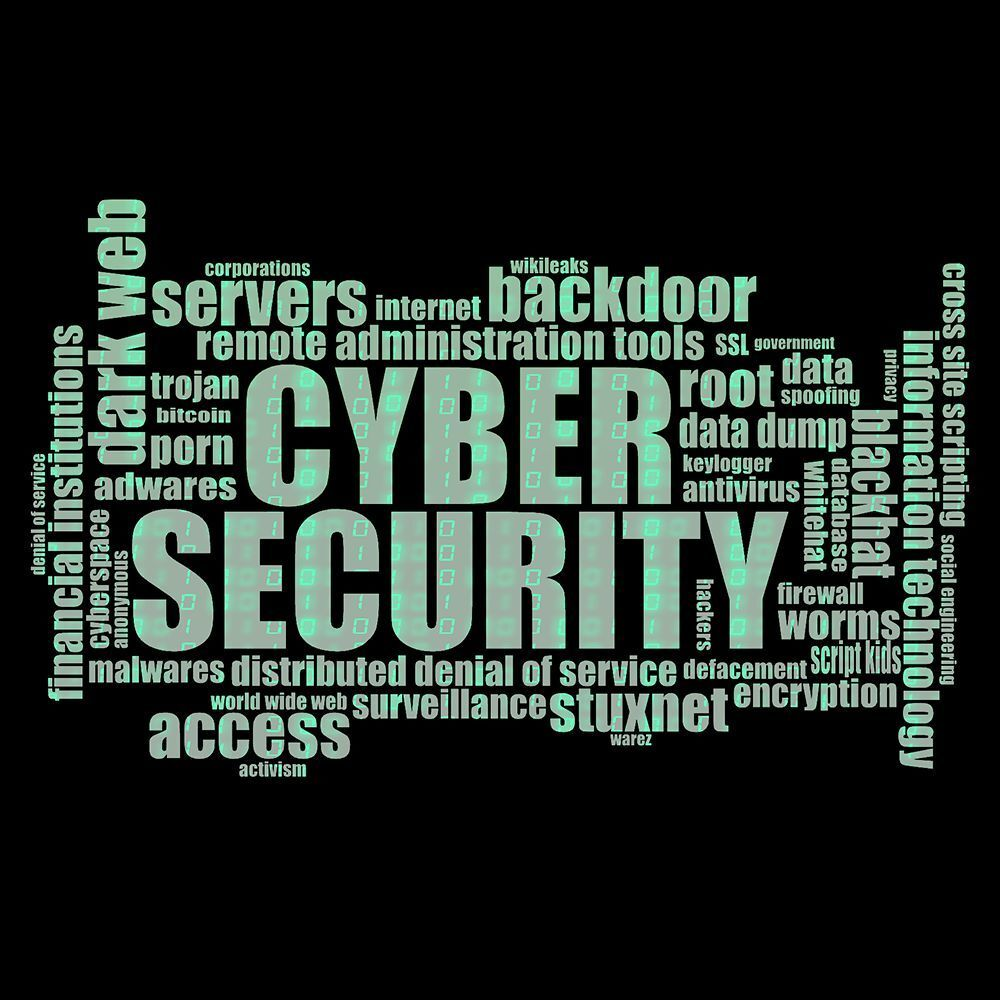 dark web
corporations
servers
internet
wikileaks
backdoor
remote administration tools
SSL
government
financial institutions
trojan
bitcoin
porn
adwares
CYBER
root
data
spoofing
data dump
keylogger
antivirus
privacy
blackhat
whitehat
database
cross site scripting
information technology
denial of service
cyberspace
anonymous
SECURITY
hackers
firewall
worms
script kids
social engineering
malwares
distributed denial of service
defacement
world wide web
surveillance
stuxnet
encryption
access
warez
activism